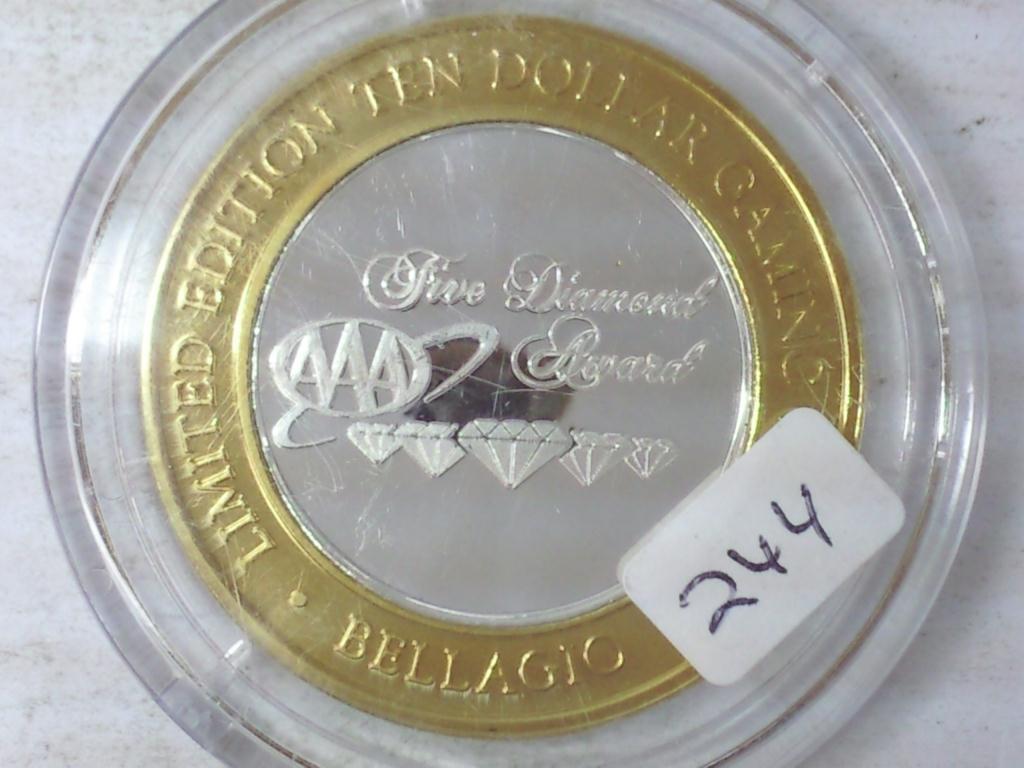 LIMITED EDITION TEN DOLLAR GAMING
Five Diamond
AAA Award
BELLAGIO
244